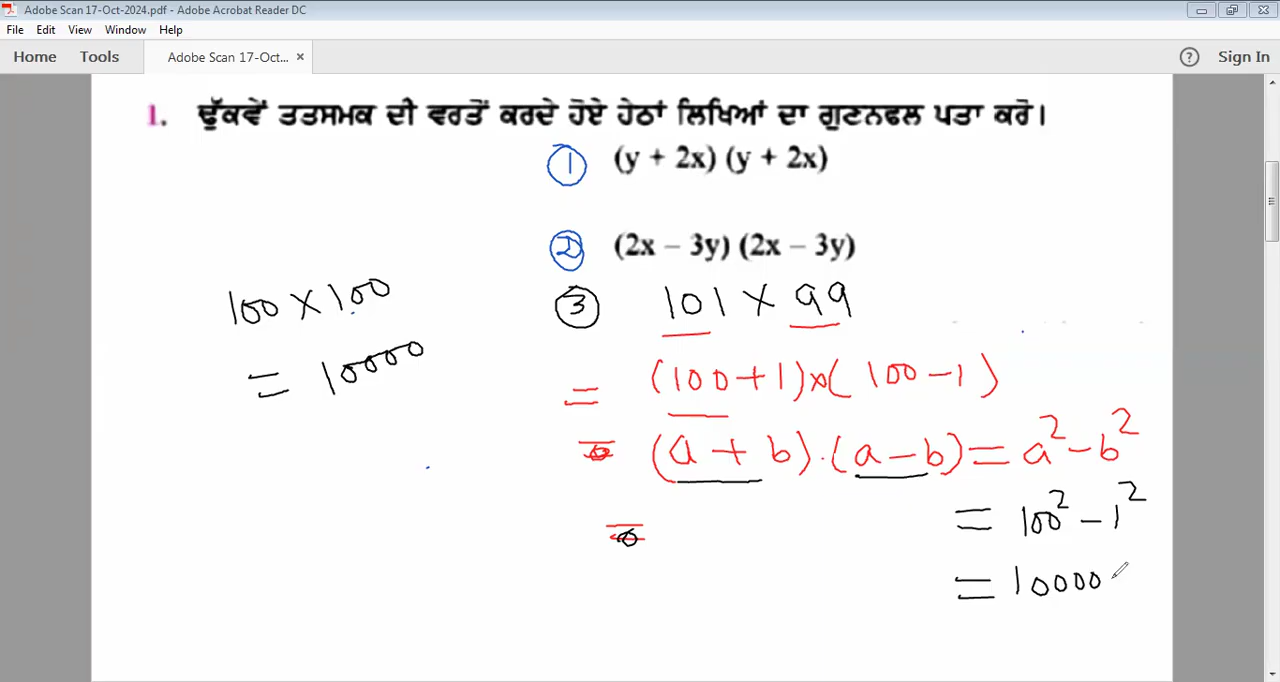 Adobe Scan 17-Oct-2024.pdf - Adobe Acrobat Reader DC
File Edit View Window Help
Home Tools Adobe Scan 17-Oct... × ? Sign In
1. ਢੁੱਕਵੇਂ ਤਤਸਮਕ ਦੀ ਵਰਤੋਂ ਕਰਦੇ ਹੋਏ ਹੇਠਾਂ ਲਿਖਿਆਂ ਦਾ ਗੁਣਨਫਲ ਪਤਾ ਕਰੋ।
① (y + 2x) (y + 2x)
② (2x – 3y) (2x – 3y)
100 × 100
= 10000
③ 101 × 99
= (100+1)×(100-1)
= (a + b).(a-b) = a² - b²
= 100² - 1²
= 10000